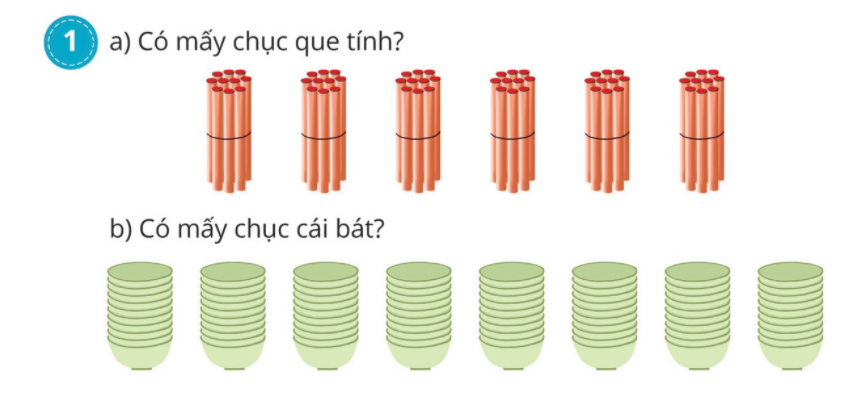 1 a) Có mấy chục que tính?
b) Có mấy chục cái bát?